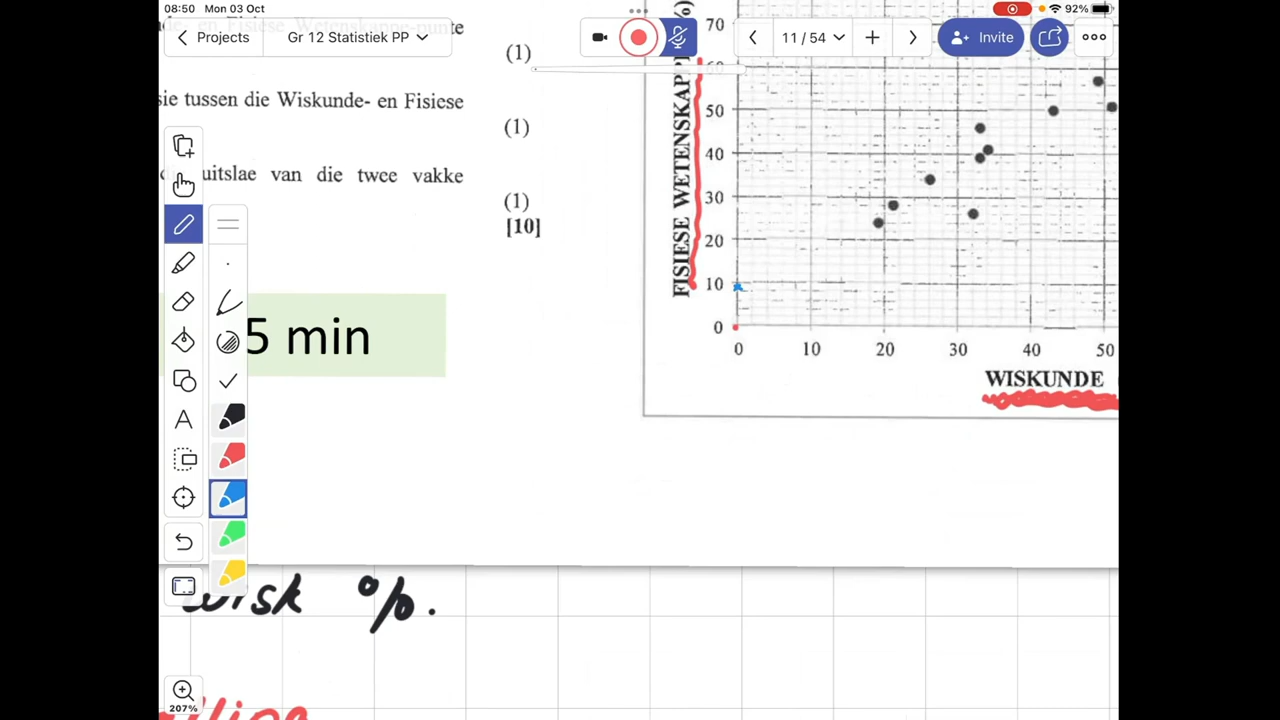 08:50 Mon 03 Oct
92%
Projects
Gr 12 Statistiek PP
11 / 54
Invite
(1)
sie tussen die Wiskunde- en Fisiese
(1)
uitslae van die twee vakke
(1)
[10]
5 min
FISIESE WETENSKAPP
70
50
40
30
20
10
0
0 10 20 30 40 50
WISKUNDE
wisk %.
207%